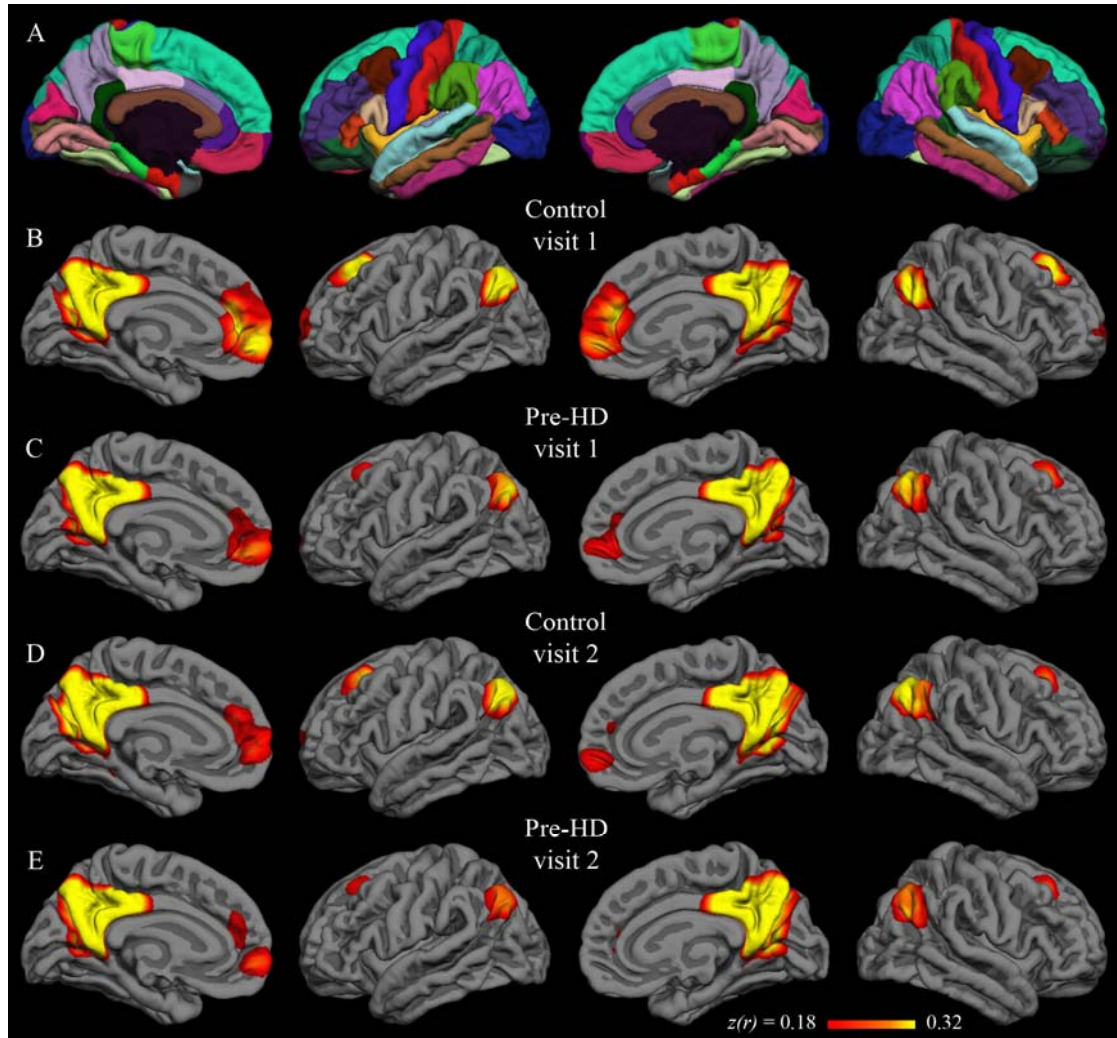 A
Control
visit 1
B
Pre-HD
visit 1
C
Control
visit 2
D
Pre-HD
visit 2
E
z(r) = 0.18 0.32